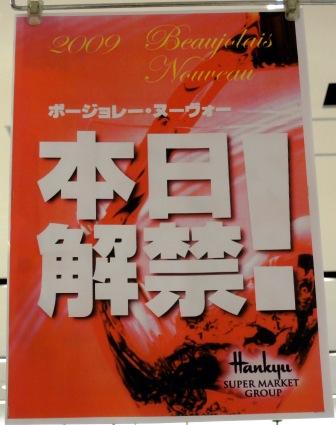 2009 Beaujolais
Nouveau
ボージョレー・ヌーヴォー
本日
解禁!
Hankyu
SUPER MARKET
GROUP